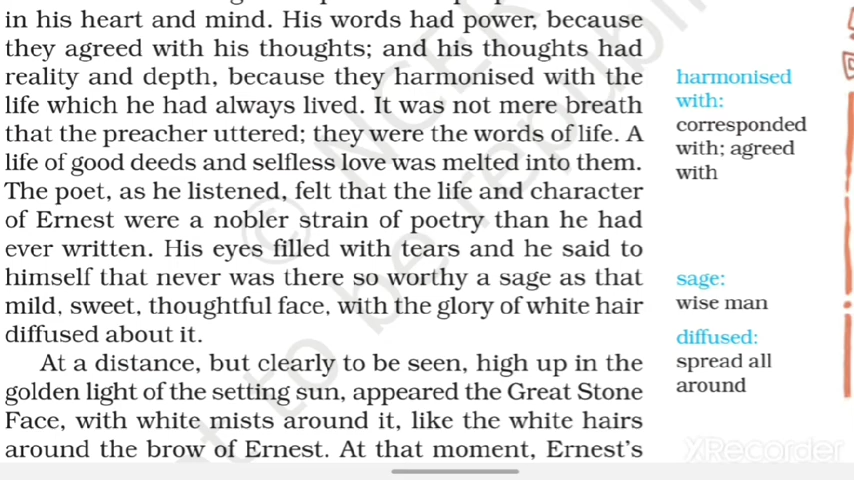 in his heart and mind. His words had power, because
they agreed with his thoughts; and his thoughts had
reality and depth, because they harmonised with the
life which he had always lived. It was not mere breath
that the preacher uttered; they were the words of life. A
life of good deeds and selfless love was melted into them.
The poet, as he listened, felt that the life and character
of Ernest were a nobler strain of poetry than he had
ever written. His eyes filled with tears and he said to
himself that never was there so worthy a sage as that
mild, sweet, thoughtful face, with the glory of white hair
diffused about it.
At a distance, but clearly to be seen, high up in the
golden light of the setting sun, appeared the Great Stone
Face, with white mists around it, like the white hairs
around the brow of Ernest. At that moment, Ernest's
harmonised
with:
corresponded
with; agreed
with
sage:
wise man
diffused:
spread all
around
© NCER
to be republi
XRecorder